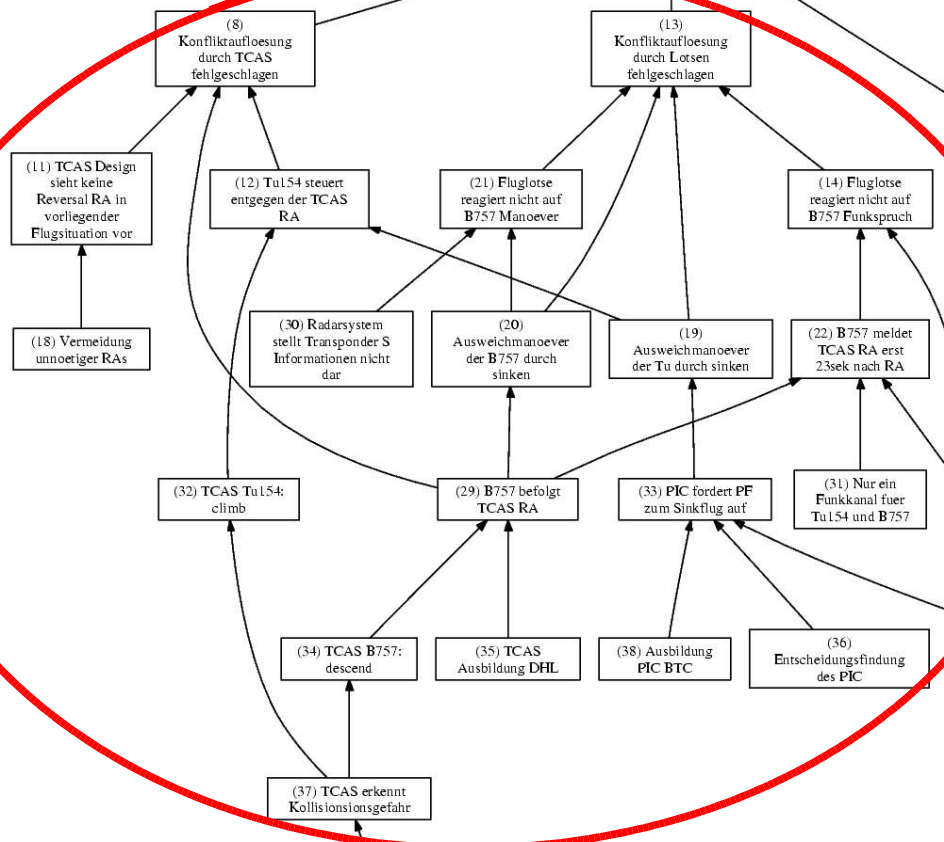 (8)
Konfliktaufloesung
durch TCAS
fehlgeschlagen
(13)
Konfliktaufloesung
durch Lotsen
fehlgeschlagen
(11) TCAS Design
sieht keine
Reversal RA in
vorliegender
Flugsituation vor
(12) Tu154 steuert
entgegen der TCAS
RA
(21) Fluglotse
reagiert nicht auf
B757 Manoever
(14) Fluglotse
reagiert nicht auf
B757 Funkspruch
(18) Vermeidung
unnoetiger RAs
(30) Radarsystem
stellt Transponder S
Informationen nicht
dar
(20)
Ausweichmanoever
der B757 durch
sinken
(19)
Ausweichmanoever
der Tu durch sinken
(22) B757 meldet
TCAS RA erst
23sek nach RA
(32) TCAS Tu154:
climb
(29) B757 befolgt
TCAS RA
(33) PIC fordert PF
zum Sinkflug auf
(31) Nur ein
Funkkanal fuer
Tu154 und B757
(34) TCAS B757:
descend
(35) TCAS
Ausbildung DHL
(38) Ausbildung
PIC BTC
(36)
Entscheidungsfindung
des PIC
(37) TCAS erkennt
Kollisionsionsgefahr